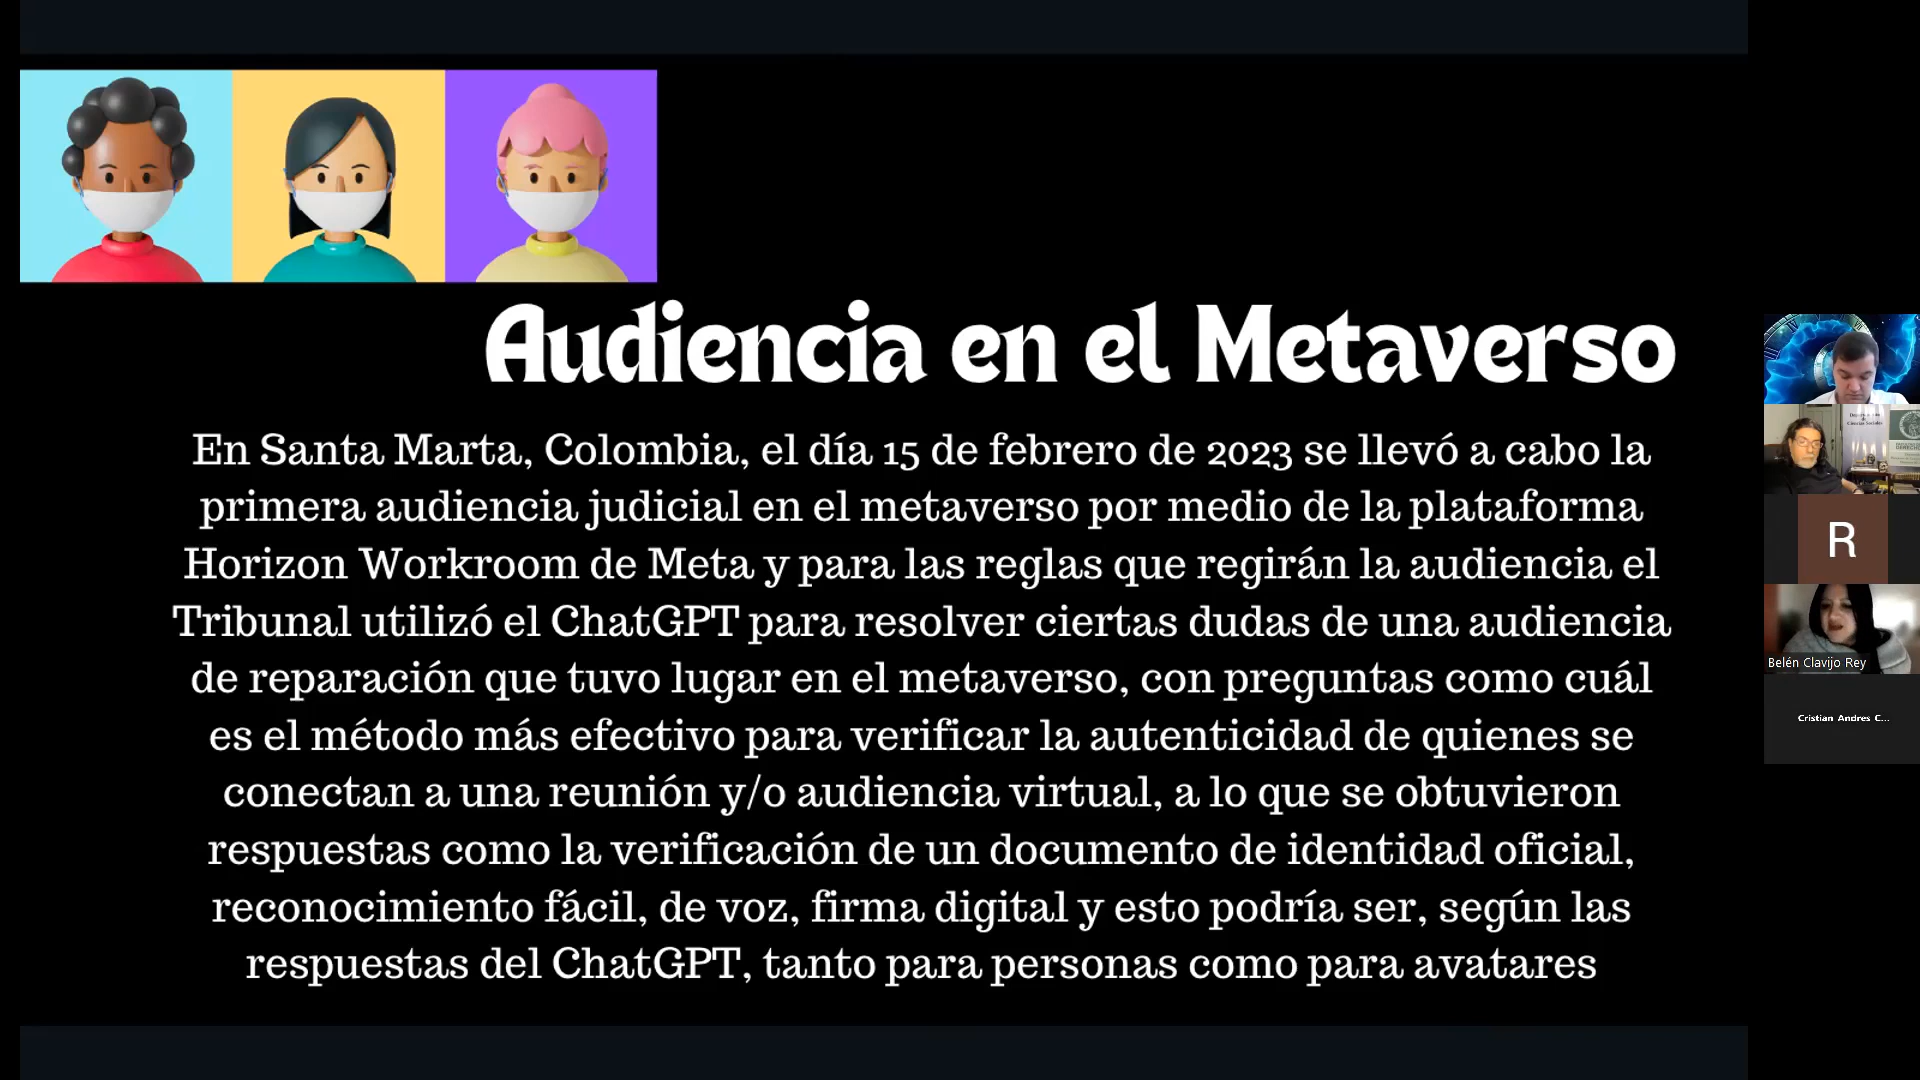 Audiencia en el Metaverso
En Santa Marta, Colombia, el día 15 de febrero de 2023 se llevó a cabo la
primera audiencia judicial en el metaverso por medio de la plataforma
Horizon Workroom de Meta y para las reglas que regirán la audiencia el
Tribunal utilizó el ChatGPT para resolver ciertas dudas de una audiencia
de reparación que tuvo lugar en el metaverso, con preguntas como cuál
es el método más efectivo para verificar la autenticidad de quienes se
conectan a una reunión y/o audiencia virtual, a lo que se obtuvieron
respuestas como la verificación de un documento de identidad oficial,
reconocimiento fácil, de voz, firma digital y esto podría ser, según las
respuestas del ChatGPT, tanto para personas como para avatares
R
Belén Clavijo Rey
Cristian Andres C...